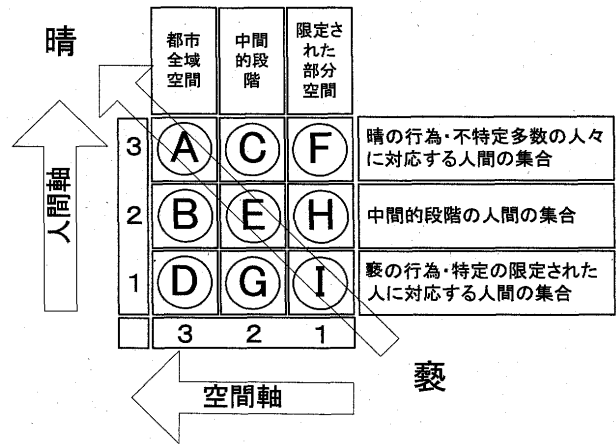 晴
都市
全域
空間
中間
的段
階
限定さ
れた
部分
空間
人間軸
3
A
C
F
晴の行為・不特定多数の人々
に対応する人間の集合
2
B
E
H
中間的段階の人間の集合
1
D
G
I
褻の行為・特定の限定された
人に対応する人間の集合
3
2
1
褻
空間軸